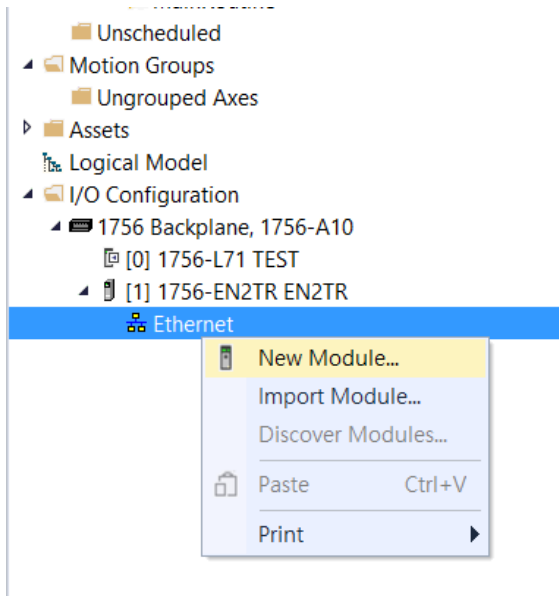 Unscheduled
Motion Groups
Ungrouped Axes
Assets
Logical Model
I/O Configuration
1756 Backplane, 1756-A10
[0] 1756-L71 TEST
[1] 1756-EN2TR EN2TR
Ethernet
New Module...
Import Module...
Discover Modules...
Paste Ctrl+V
Print